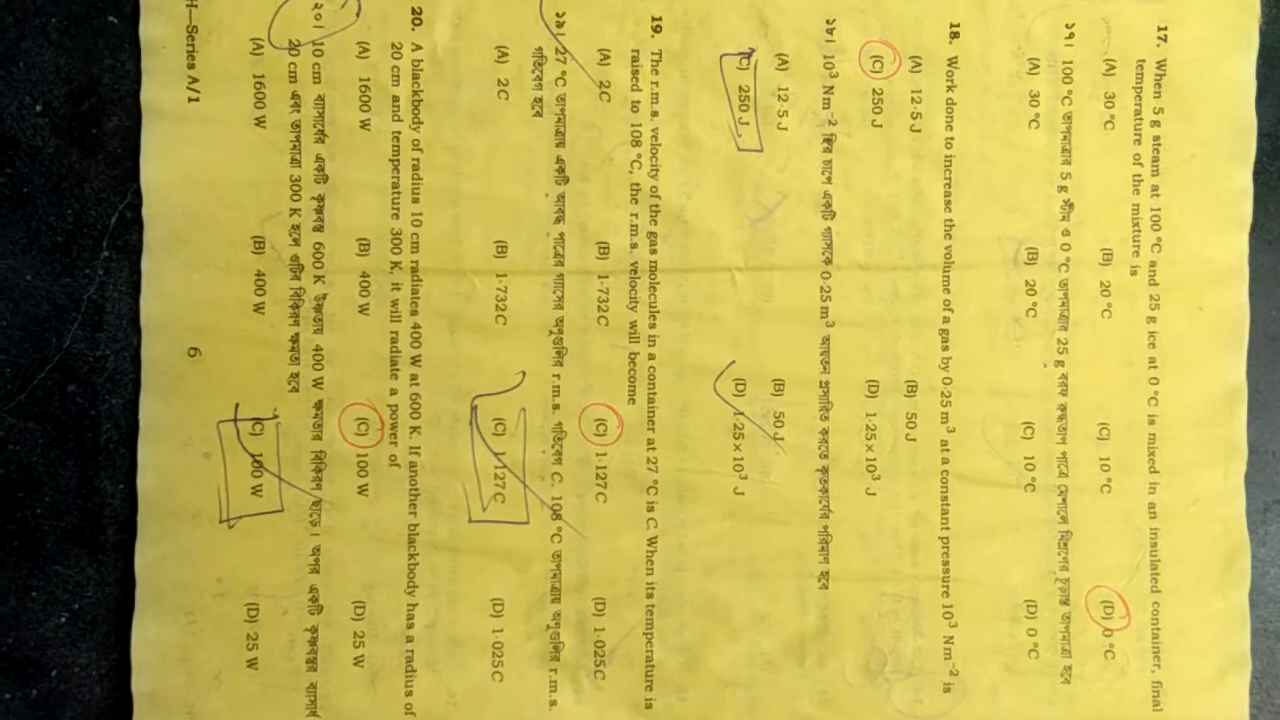 17. When 5 g steam at 100 °C and 25 g ice at 0 °C is mixed in an insulated container, final
temperature of the mixture is
(A) 30 °C (B) 20 °C (C) 10 °C (D) 0 °C
১৭। 100 °C তাপমাত্রার 5 g স্টীম ও 0 °C তাপমাত্রার 25 g বরফ রুদ্ধতাপ পাত্রে মেশালে মিশ্রণের চূড়ান্ত তাপমাত্রা হবে
(A) 30 °C (B) 20 °C (C) 10 °C (D) 0 °C
18. Work done to increase the volume of a gas by 0·25 m³ at a constant pressure 10³ Nm⁻² is
(A) 12·5 J (B) 50 J
(C) 250 J (D) 1·25 × 10³ J
১৮। 10³ Nm⁻² স্থির চাপে একটি গ্যাসকে 0·25 m³ আয়তন প্রসারিত করতে কৃতকার্যের পরিমাণ হবে
(A) 12·5 J (B) 50 J
(C) 250 J (D) 1·25 × 10³ J
19. The r.m.s. velocity of the gas molecules in a container at 27 °C is C. When its temperature is
raised to 108 °C, the r.m.s. velocity will become
(A) 2C (B) 1·732C (C) 1·127C (D) 1·025C
১৯। 27 °C তাপমাত্রায় একটি আবদ্ধ পাত্রের গ্যাসের অণুগুলির r.m.s. গতিবেগ C. 108 °C তাপমাত্রায় অণুগুলির r.m.s.
গতিবেগ হবে
(A) 2C (B) 1·732C (C) 1·127C (D) 1·025C
20. A blackbody of radius 10 cm radiates 400 W at 600 K. If another blackbody has a radius of
20 cm and temperature 300 K, it will radiate a power of
(A) 1600 W (B) 400 W (C) 100 W (D) 25 W
২০। 10 cm ব্যাসার্ধের একটি কৃষ্ণবস্তু 600 K উষ্ণতায় 400 W ক্ষমতার বিকিরণ ছাড়ে। অপর একটি কৃষ্ণবস্তুর ব্যাসার্ধ
20 cm এবং তাপমাত্রা 300 K হলে ওটির বিকিরণ ক্ষমতা হবে
(A) 1600 W (B) 400 W (C) 100 W (D) 25 W
H—Series A/1 6